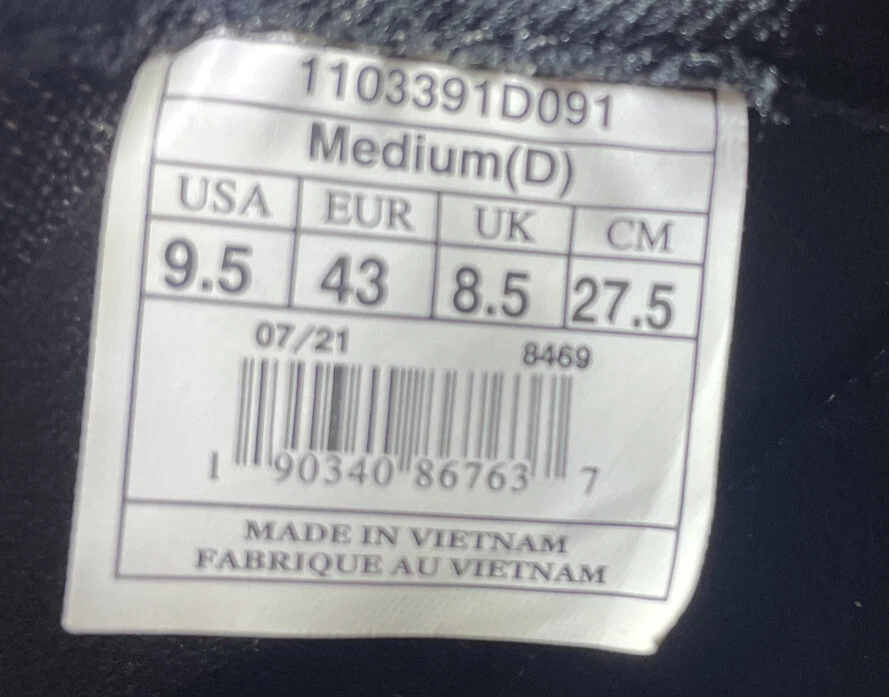 1103391D091
Medium(D)
USA EUR UK CM
9.5 43 8.5 27.5
07/21 8469
1 90340 86763 7
MADE IN VIETNAM
FABRIQUE AU VIETNAM